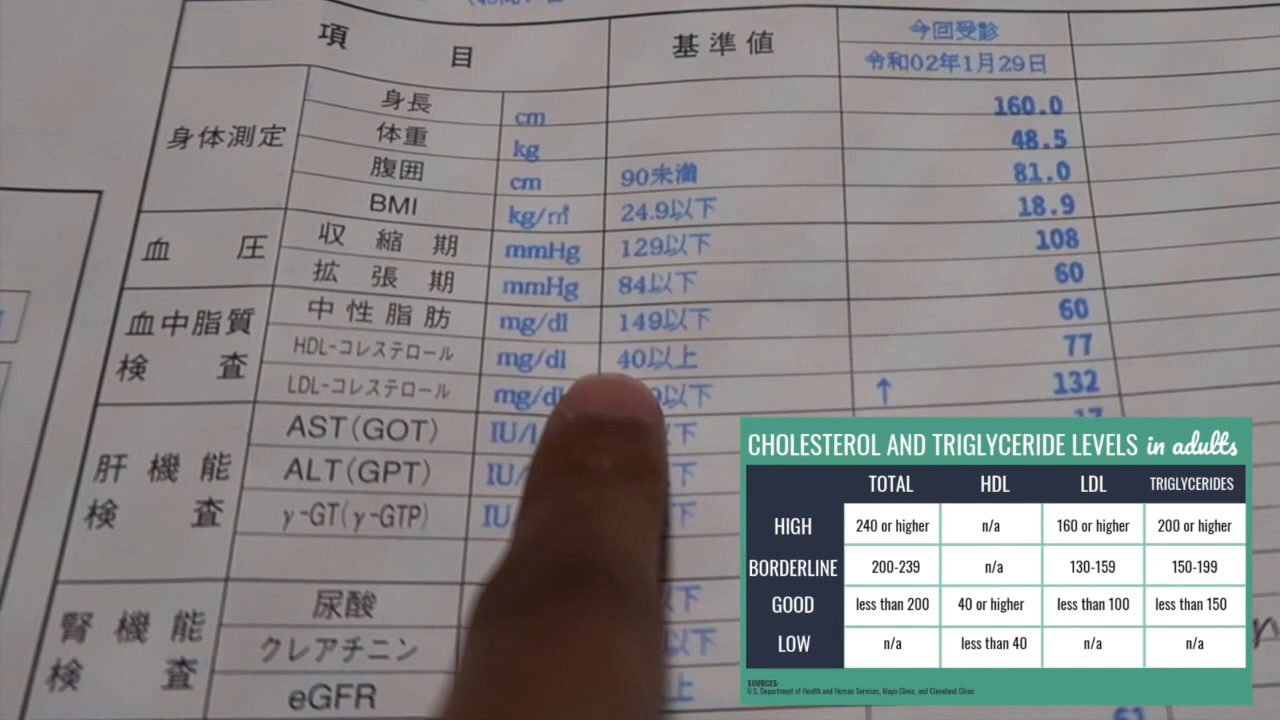 項目 基準値 今回受診
令和02年1月29日
身体測定 身長 cm 160.0
体重 kg 48.5
腹囲 cm 90未満 81.0
BMI kg/㎡ 24.9以下 18.9
血圧 収縮期 mmHg 129以下 108
拡張期 mmHg 84以下 60
血中脂質検査 中性脂肪 mg/dl 149以下 60
HDL-コレステロール mg/dl 40以上 77
LDL-コレステロール mg/dl 以下 ↑ 132
肝機能検査 AST(GOT) 下
ALT(GPT) 下
γ-GT(γ-GTP) 下
腎機能検査 尿酸 下
クレアチニン 以下
eGFR 上
CHOLESTEROL AND TRIGLYCERIDE LEVELS in adults
TOTAL HDL LDL TRIGLYCERIDES
HIGH 240 or higher n/a 160 or higher 200 or higher
BORDERLINE 200-239 n/a 130-159 150-199
GOOD less than 200 40 or higher less than 100 less than 150
LOW n/a less than 40 n/a n/a
SOURCES:
U.S. Department of Health and Human Services, Mayo Clinic, and Cleveland Clinic